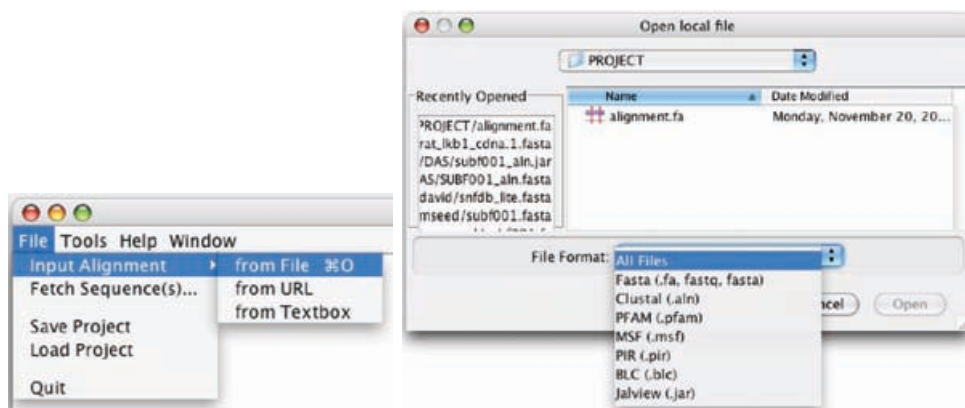 File Tools Help Window
Input Alignment from File ⌘O
Fetch Sequence(s)... from URL
from Textbox
Save Project
Load Project
Quit
Open local file
PROJECT
Recently Opened
Name Date Modified
alignment.fa Monday, November 20, 20...
PROJECT/alignment.fa
rat_lkb1_cdna.1.fasta
/DAS/subf001_aln.jar
AS/SUBF001_aln.fasta
david/snfdb_lite.fasta
mseed/subf001.fasta
File Format: All Files
Fasta (.fa, fastq, fasta)
Clustal (.aln)
PFAM (.pfam)
MSF (.msf)
PIR (.pir)
BLC (.blc)
Jalview (.jar)
ncel Open